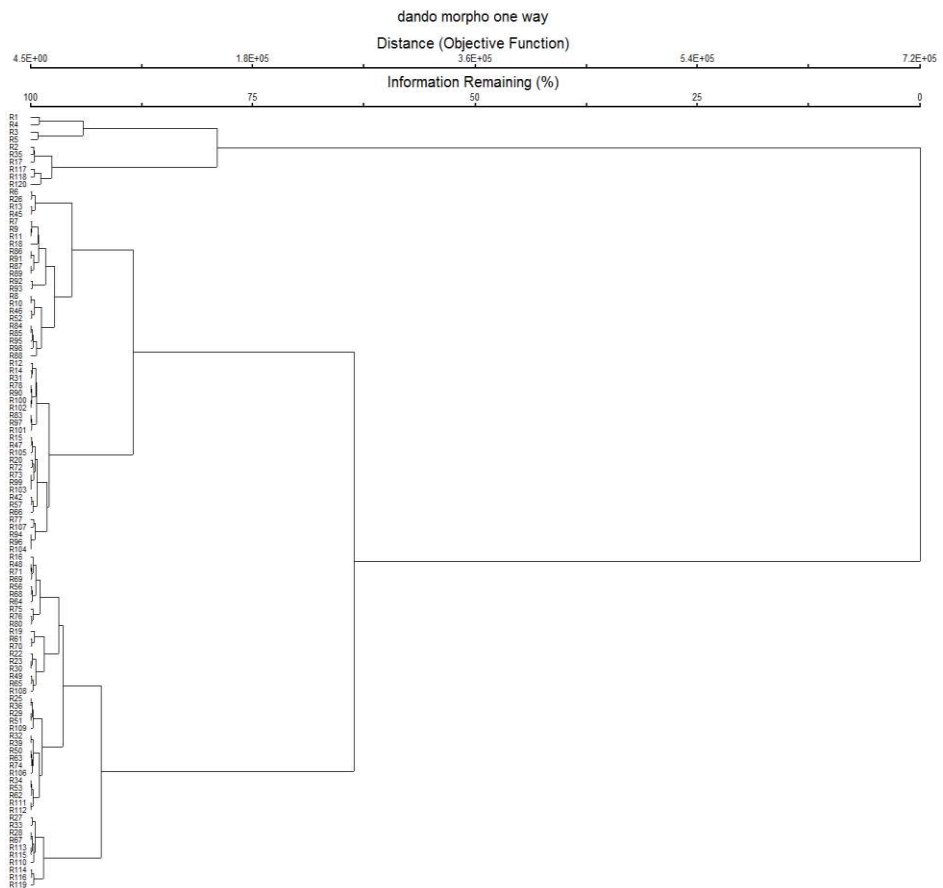 dando morpho one way
Distance (Objective Function)
4.5E+00 1.8E+05 3.6E+05 5.4E+05 7.2E+05
Information Remaining (%)
100 75 50 25 0
R1
R4
R3
R5
R2
R35
R17
R117
R118
R120
R6
R26
R13
R45
R7
R9
R11
R18
R86
R91
R87
R89
R92
R93
R8
R10
R46
R52
R84
R85
R95
R98
R88
R12
R14
R31
R78
R90
R100
R102
R83
R97
R101
R15
R47
R105
R20
R72
R73
R99
R103
R42
R57
R66
R77
R107
R94
R96
R104
R16
R48
R71
R69
R56
R68
R64
R75
R76
R80
R19
R61
R70
R22
R23
R30
R49
R65
R108
R25
R36
R29
R51
R109
R32
R39
R50
R63
R74
R106
R34
R53
R62
R111
R112
R27
R33
R28
R67
R113
R115
R110
R114
R116
R119